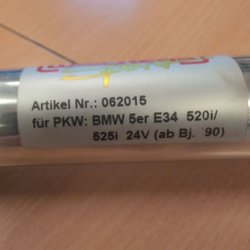 Artikel Nr.: 062015
für PKW: BMW 5er E34 520i/
525i 24V (ab Bj. 90)